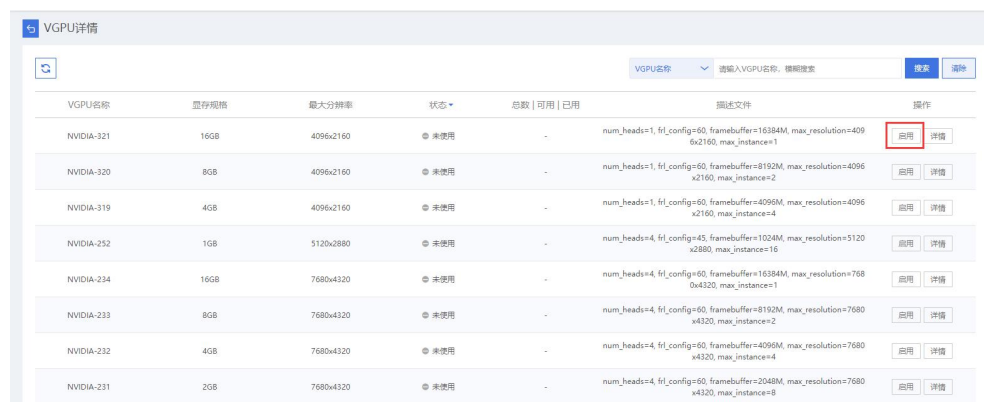 VGPU详情
VGPU名称 请输入VGPU名称、模糊搜索 搜索 清除
VGPU名称 显存规格 最大分辨率 状态 总数 | 可用 | 已用 描述文件 操作
NVIDIA-321 16GB 4096x2160 未使用 - num_heads=1, frl_config=60, framebuffer=16384M, max_resolution=409 启用 详情
6x2160, max_instance=1
NVIDIA-320 8GB 4096x2160 未使用 - num_heads=1, frl_config=60, framebuffer=8192M, max_resolution=4096 启用 详情
x2160, max_instance=2
NVIDIA-319 4GB 4096x2160 未使用 - num_heads=1, frl_config=60, framebuffer=4096M, max_resolution=4096 启用 详情
x2160, max_instance=4
NVIDIA-252 1GB 5120x2880 未使用 - num_heads=4, frl_config=45, framebuffer=1024M, max_resolution=5120 启用 详情
x2880, max_instance=16
NVIDIA-234 16GB 7680x4320 未使用 - num_heads=4, frl_config=60, framebuffer=16384M, max_resolution=768 启用 详情
0x4320, max_instance=1
NVIDIA-233 8GB 7680x4320 未使用 - num_heads=4, frl_config=60, framebuffer=8192M, max_resolution=7680 启用 详情
x4320, max_instance=2
NVIDIA-232 4GB 7680x4320 未使用 - num_heads=4, frl_config=60, framebuffer=4096M, max_resolution=7680 启用 详情
x4320, max_instance=4
NVIDIA-231 2GB 7680x4320 未使用 - num_heads=4, frl_config=60, framebuffer=2048M, max_resolution=7680 启用 详情
x4320, max_instance=8